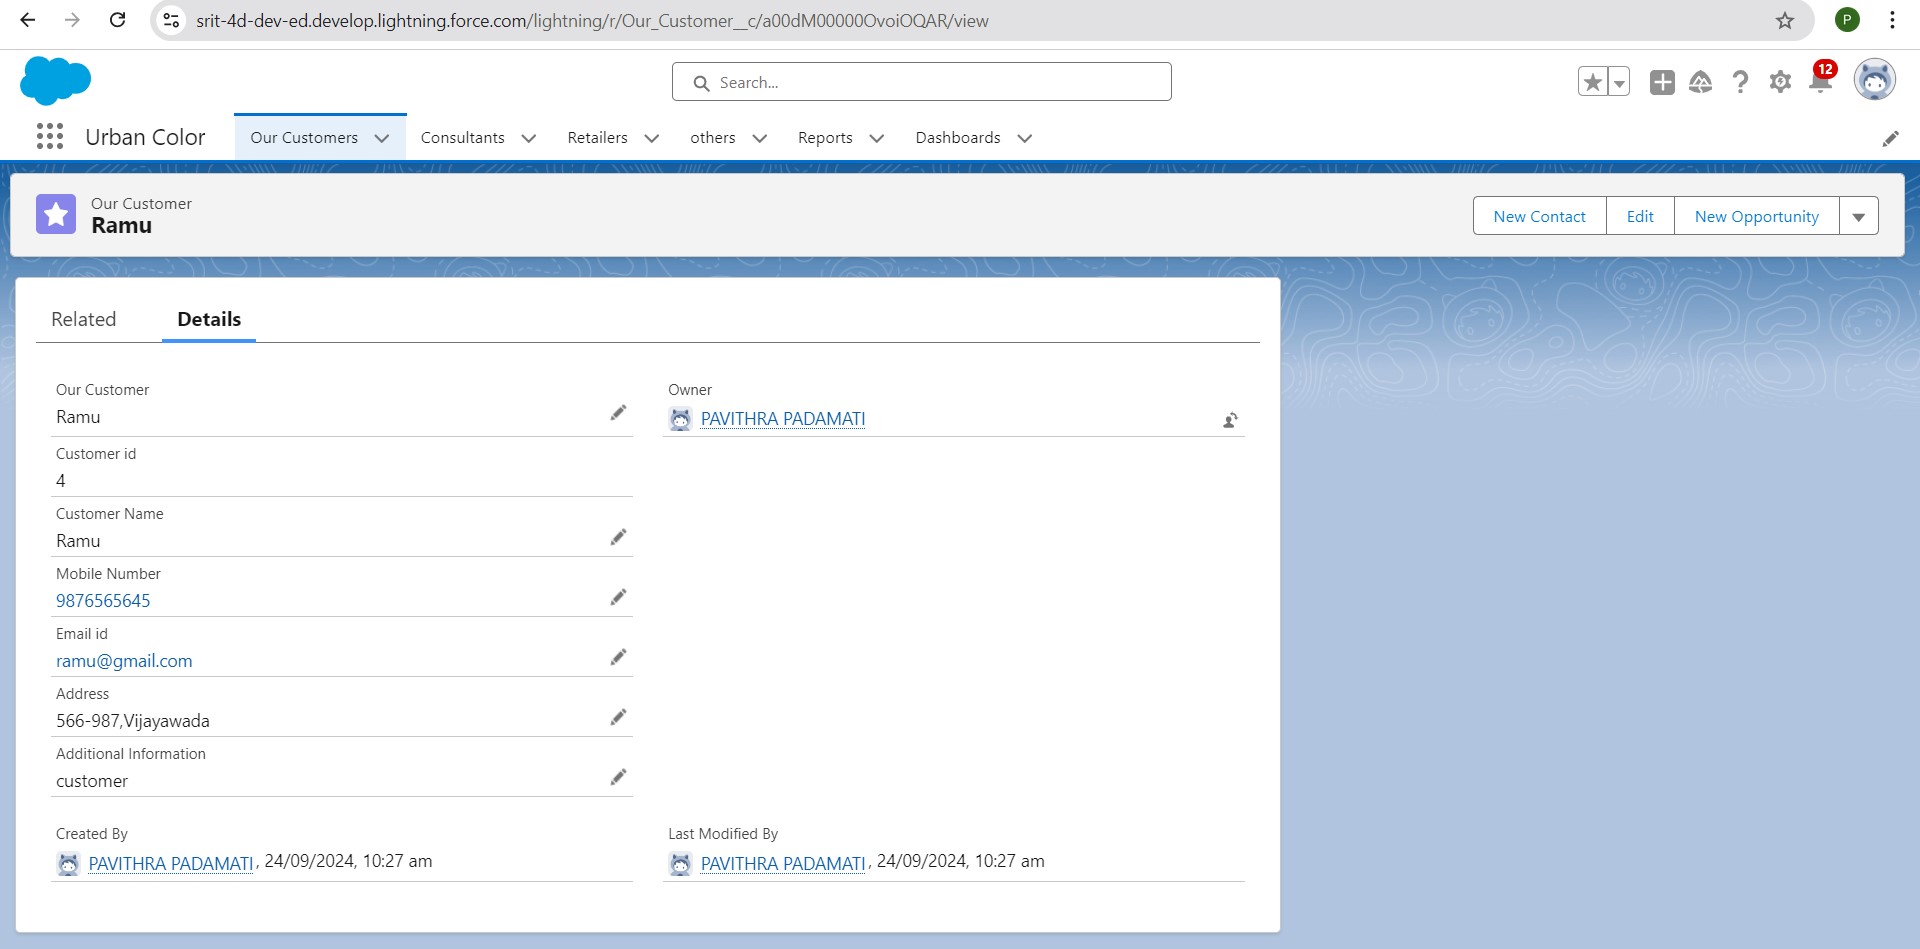 srit-4d-dev-ed.develop.lightning.force.com/lightning/r/Our_Customer__c/a00dM00000OvoiOQAR/view
P
Search...
12
Urban Color
Our Customers
Consultants
Retailers
others
Reports
Dashboards
Our Customer
Ramu
New Contact
Edit
New Opportunity
Related
Details
Our Customer
Ramu
Owner
PAVITHRA PADAMATI
Customer id
4
Customer Name
Ramu
Mobile Number
9876565645
Email id
ramu@gmail.com
Address
566-987,Vijayawada
Additional Information
customer
Created By
PAVITHRA PADAMATI, 24/09/2024, 10:27 am
Last Modified By
PAVITHRA PADAMATI, 24/09/2024, 10:27 am